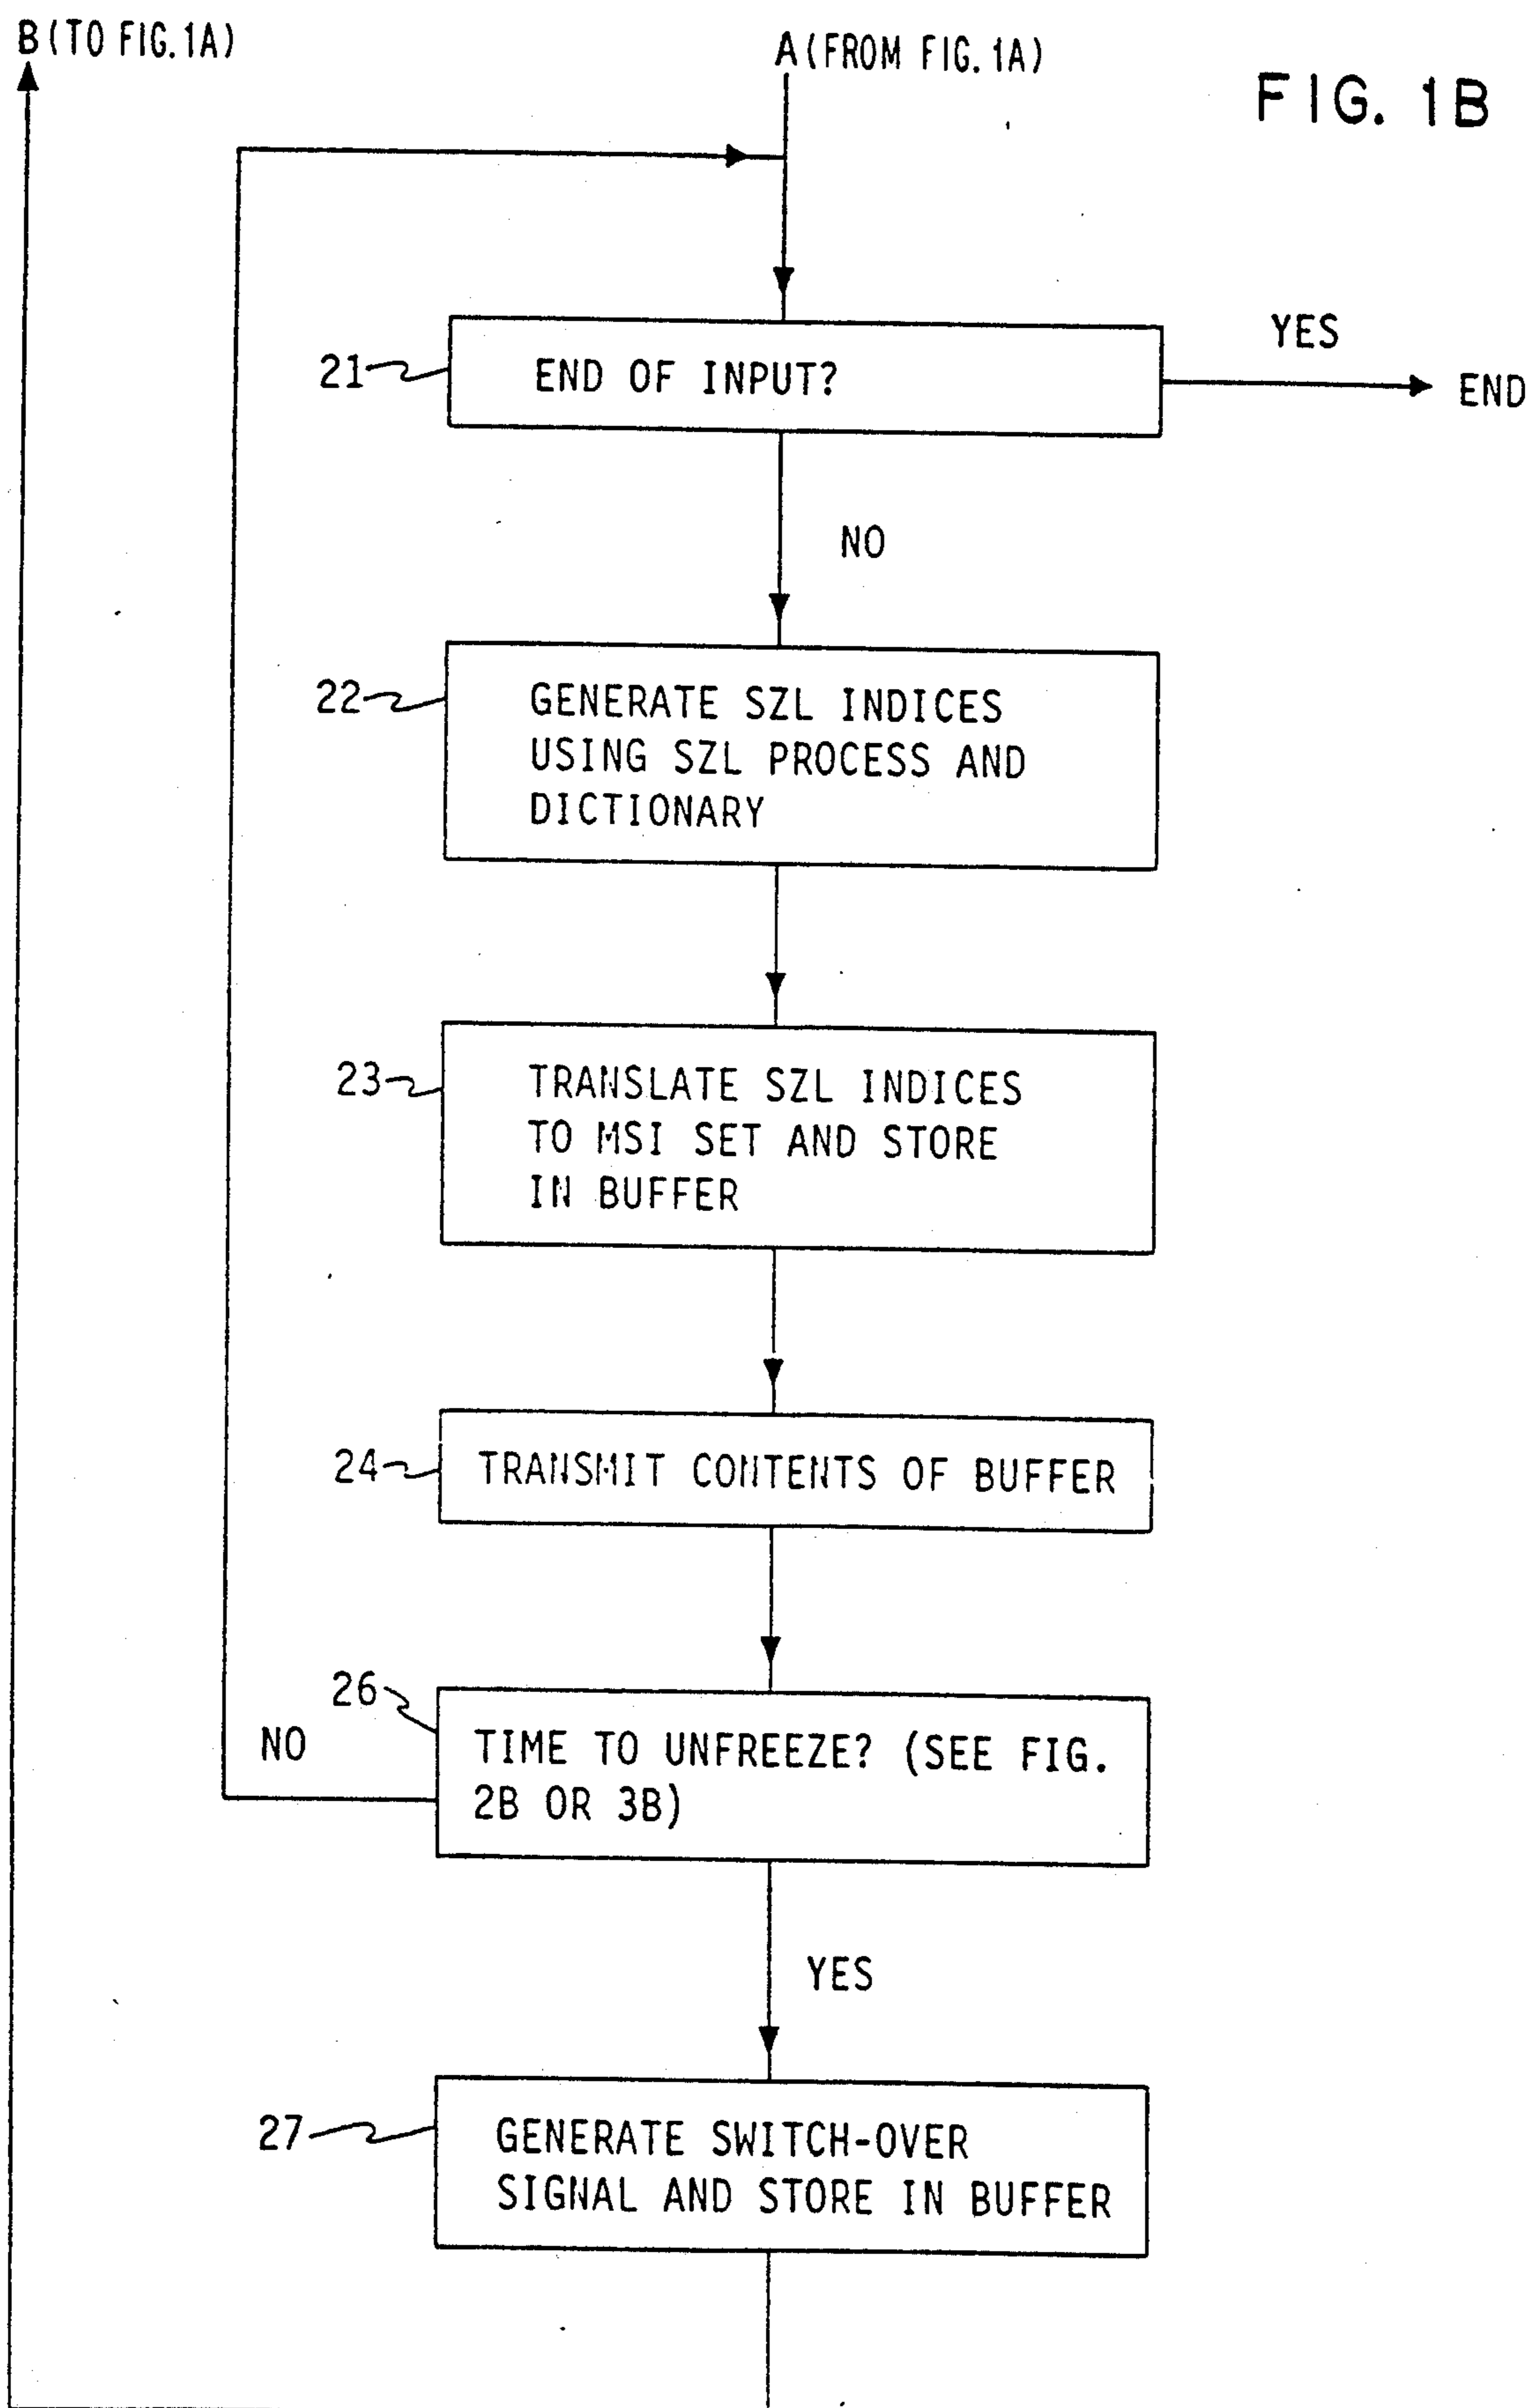 B (TO FIG. 1A)
A (FROM FIG. 1A)
FIG. 1B
21
END OF INPUT?
YES
END
NO
22
GENERATE SZL INDICES
USING SZL PROCESS AND
DICTIONARY
23
TRANSLATE SZL INDICES
TO MSI SET AND STORE
IN BUFFER
24
TRANSMIT CONTENTS OF BUFFER
26
NO
TIME TO UNFREEZE? (SEE FIG.
2B OR 3B)
YES
27
GENERATE SWITCH-OVER
SIGNAL AND STORE IN BUFFER